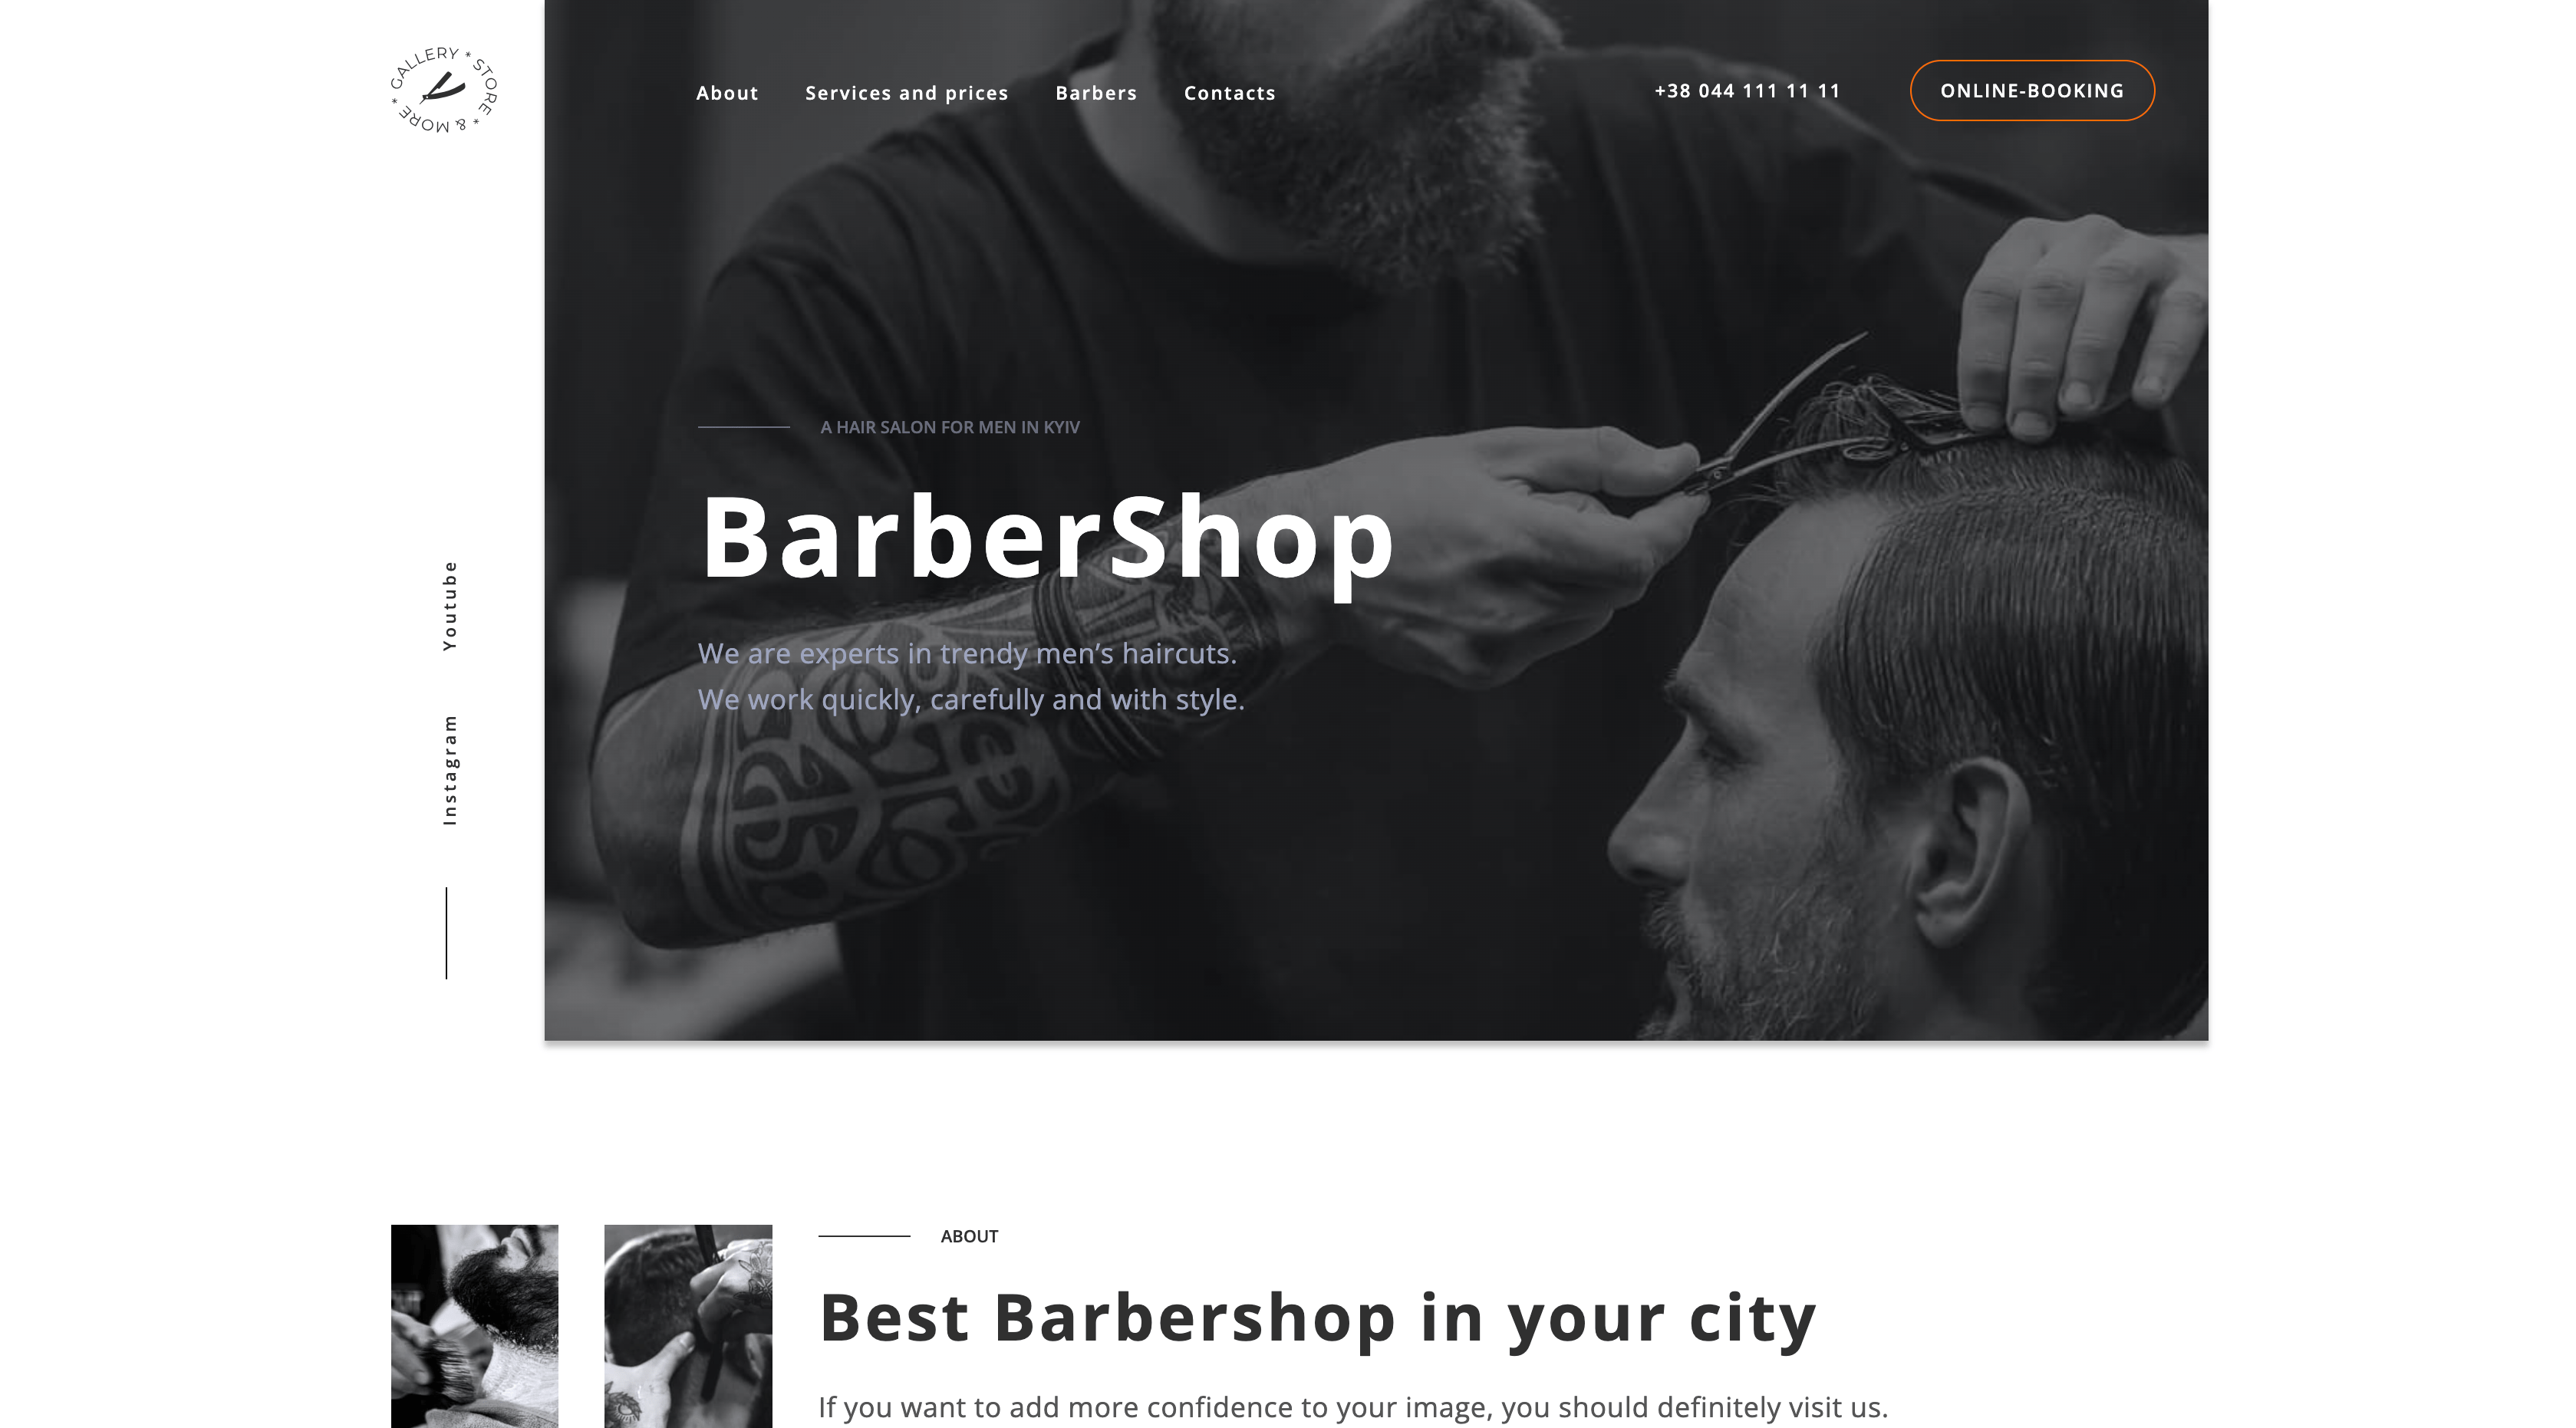 GALLERY * STORE * & MORE *
About Services and prices Barbers Contacts +38 044 111 11 11 ONLINE-BOOKING
A HAIR SALON FOR MEN IN KYIV
BarberShop
We are experts in trendy men’s haircuts.
We work quickly, carefully and with style.
Youtube
Instagram
ABOUT
Best Barbershop in your city
If you want to add more confidence to your image, you should definitely visit us.